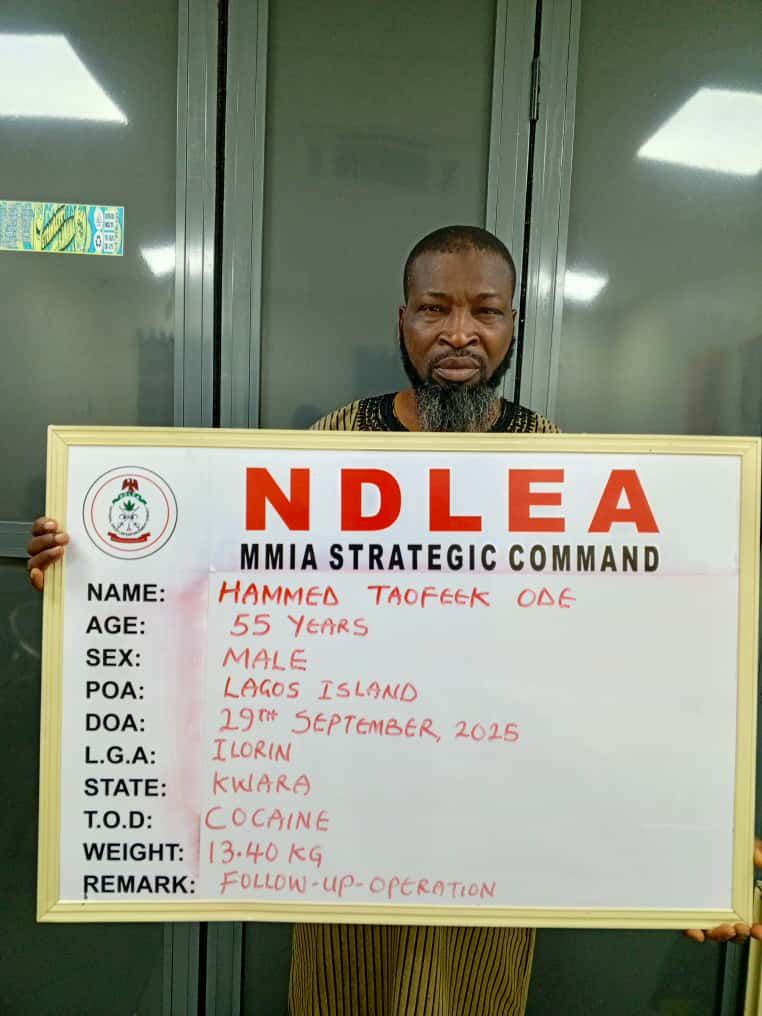 NDLEA
MMIA STRATEGIC COMMAND
NAME: HAMMED TAOFEEK ODE
AGE: 55 YEARS
SEX: MALE
POA: LAGOS ISLAND
DOA: 29TH SEPTEMBER, 2025
L.G.A: ILORIN
STATE: KWARA
T.O.D: COCAINE
WEIGHT: 13.40 KG
REMARK: FOLLOW-UP-OPERATION